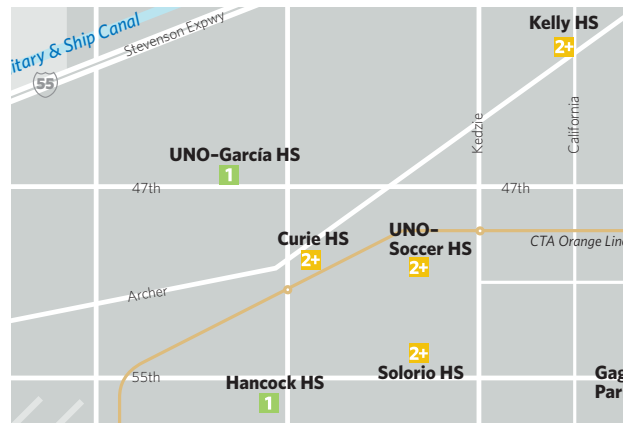 Kelly HS
2+
itary & Ship Canal
Stevenson Expwy
55
Kedzie
California
UNO–García HS
1
47th
47th
Curie HS
2+
UNO–
Soccer HS
2+
CTA Orange Line
Archer
2+
Solorio HS
55th
Hancock HS
1
Gag
Par